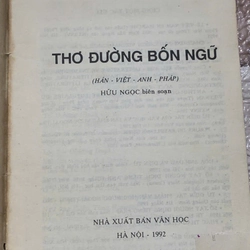 THƠ ĐƯỜNG BỐN NGỮ
(HÁN - VIỆT - ANH - PHÁP)
HỮU NGỌC biên soạn
NHÀ XUẤT BẢN VĂN HỌC
HÀ NỘI - 1992